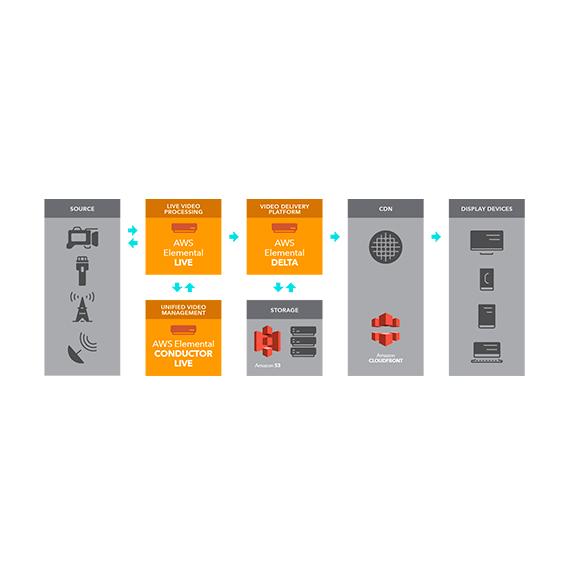 SOURCE
LIVE VIDEO
PROCESSING
AWS
Elemental
LIVE
UNIFIED VIDEO
MANAGEMENT
AWS Elemental
CONDUCTOR
LIVE
VIDEO DELIVERY
PLATFORM
AWS
Elemental
DELTA
STORAGE
Amazon S3
CDN
Amazon
CLOUDFRONT
DISPLAY DEVICES